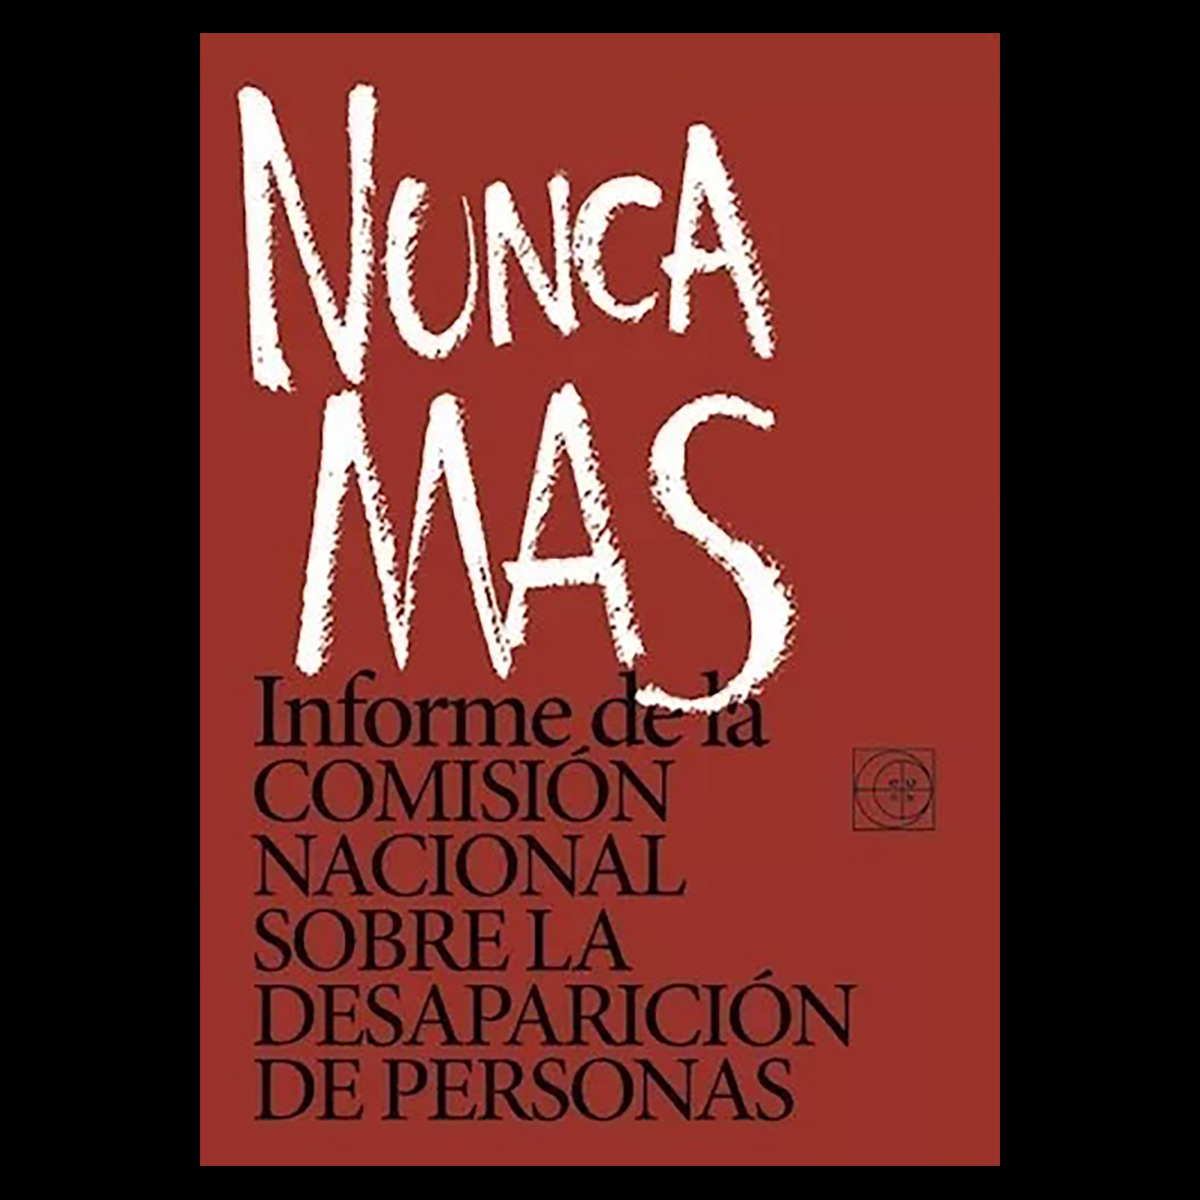 NUNCA
MAS
Informe de la
COMISIÓN
NACIONAL
SOBRE LA
DESAPARICIÓN
DE PERSONAS